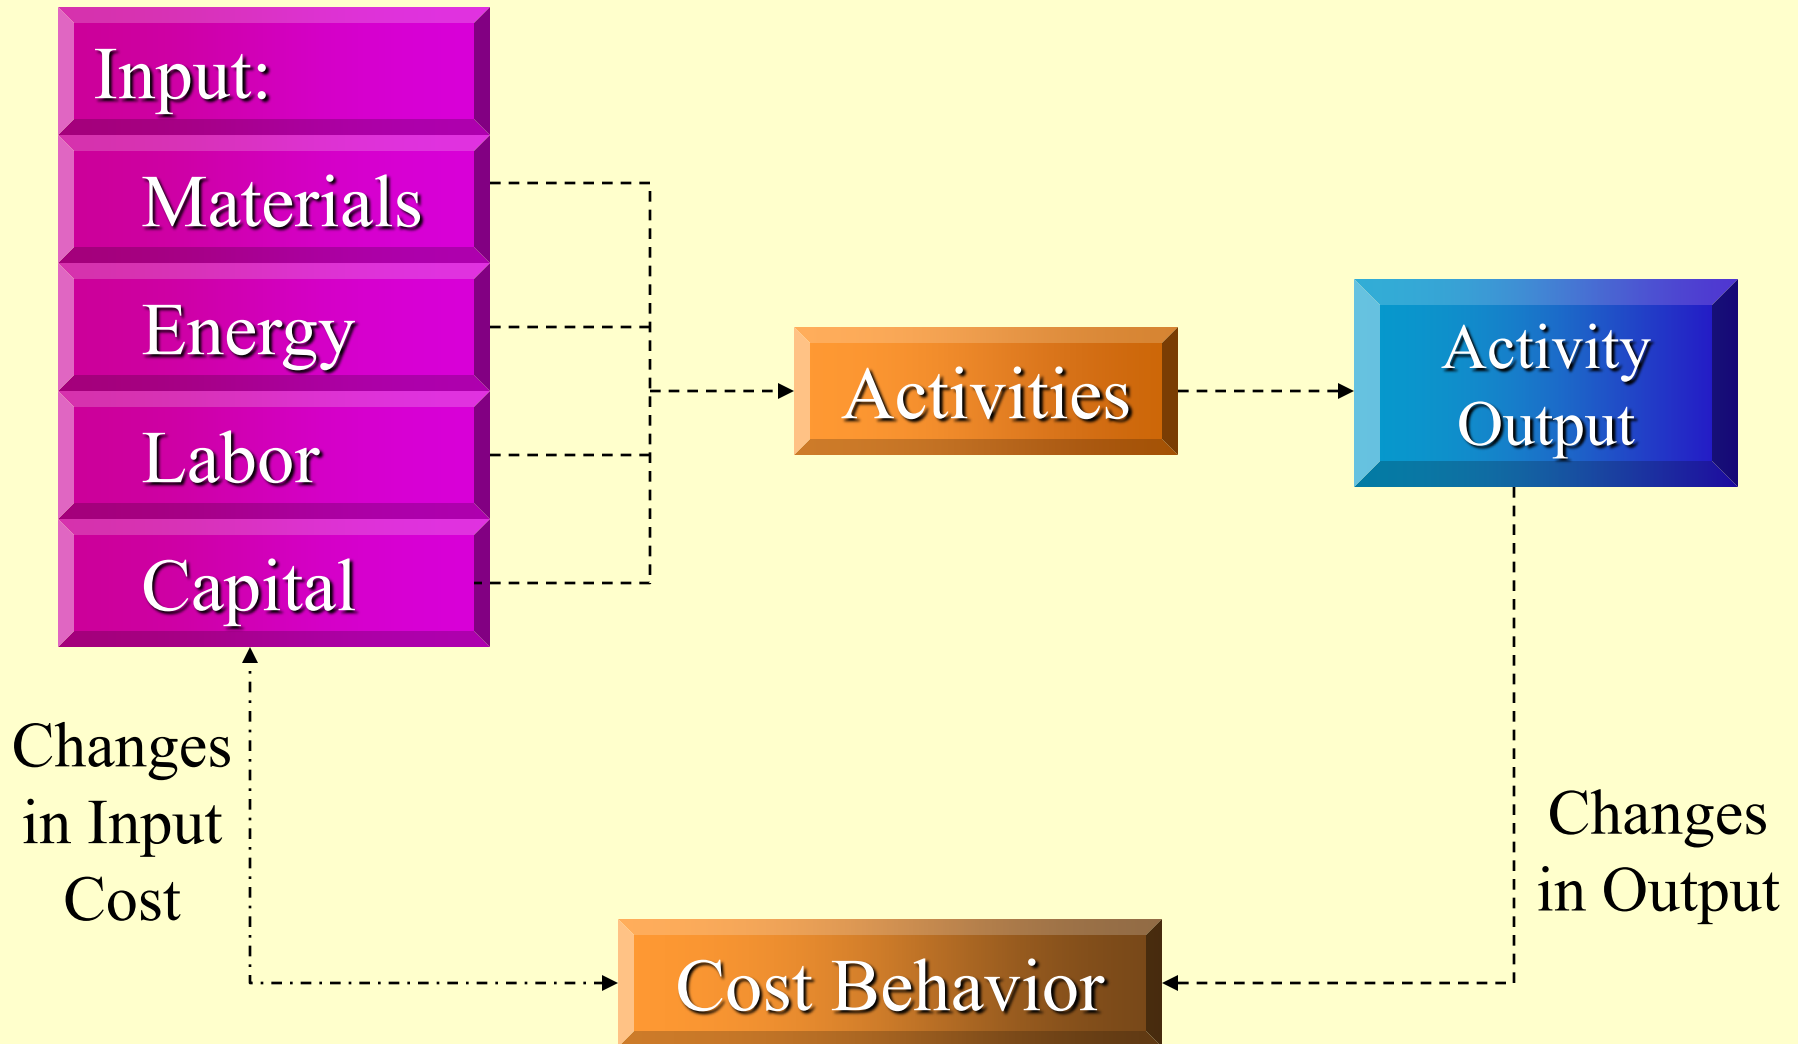 Input:
Materials
Energy
Labor
Capital
Activities
Activity
Output
Changes
in Input
Cost
Changes
in Output
Cost Behavior